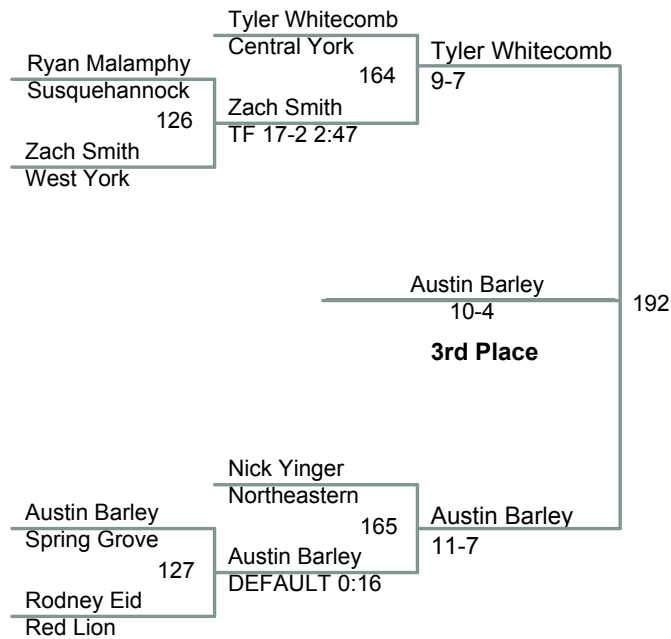 Tyler Whitecomb
Central York
Ryan Malamphy
Susquehannock
164
Tyler Whitecomb
9-7
126
Zach Smith
TF 17-2 2:47
Zach Smith
West York
Austin Barley
10-4
192
3rd Place
Nick Yinger
Northeastern
Austin Barley
Spring Grove
165
Austin Barley
11-7
127
Austin Barley
DEFAULT 0:16
Rodney Eid
Red Lion